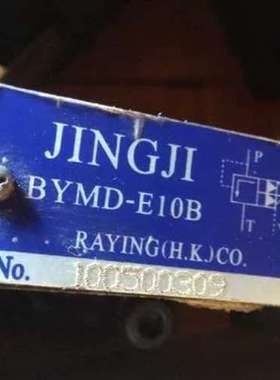 JINGJI
P
BYMD-E10B
T
RAYING(H.K.)CO.
No. 100500309